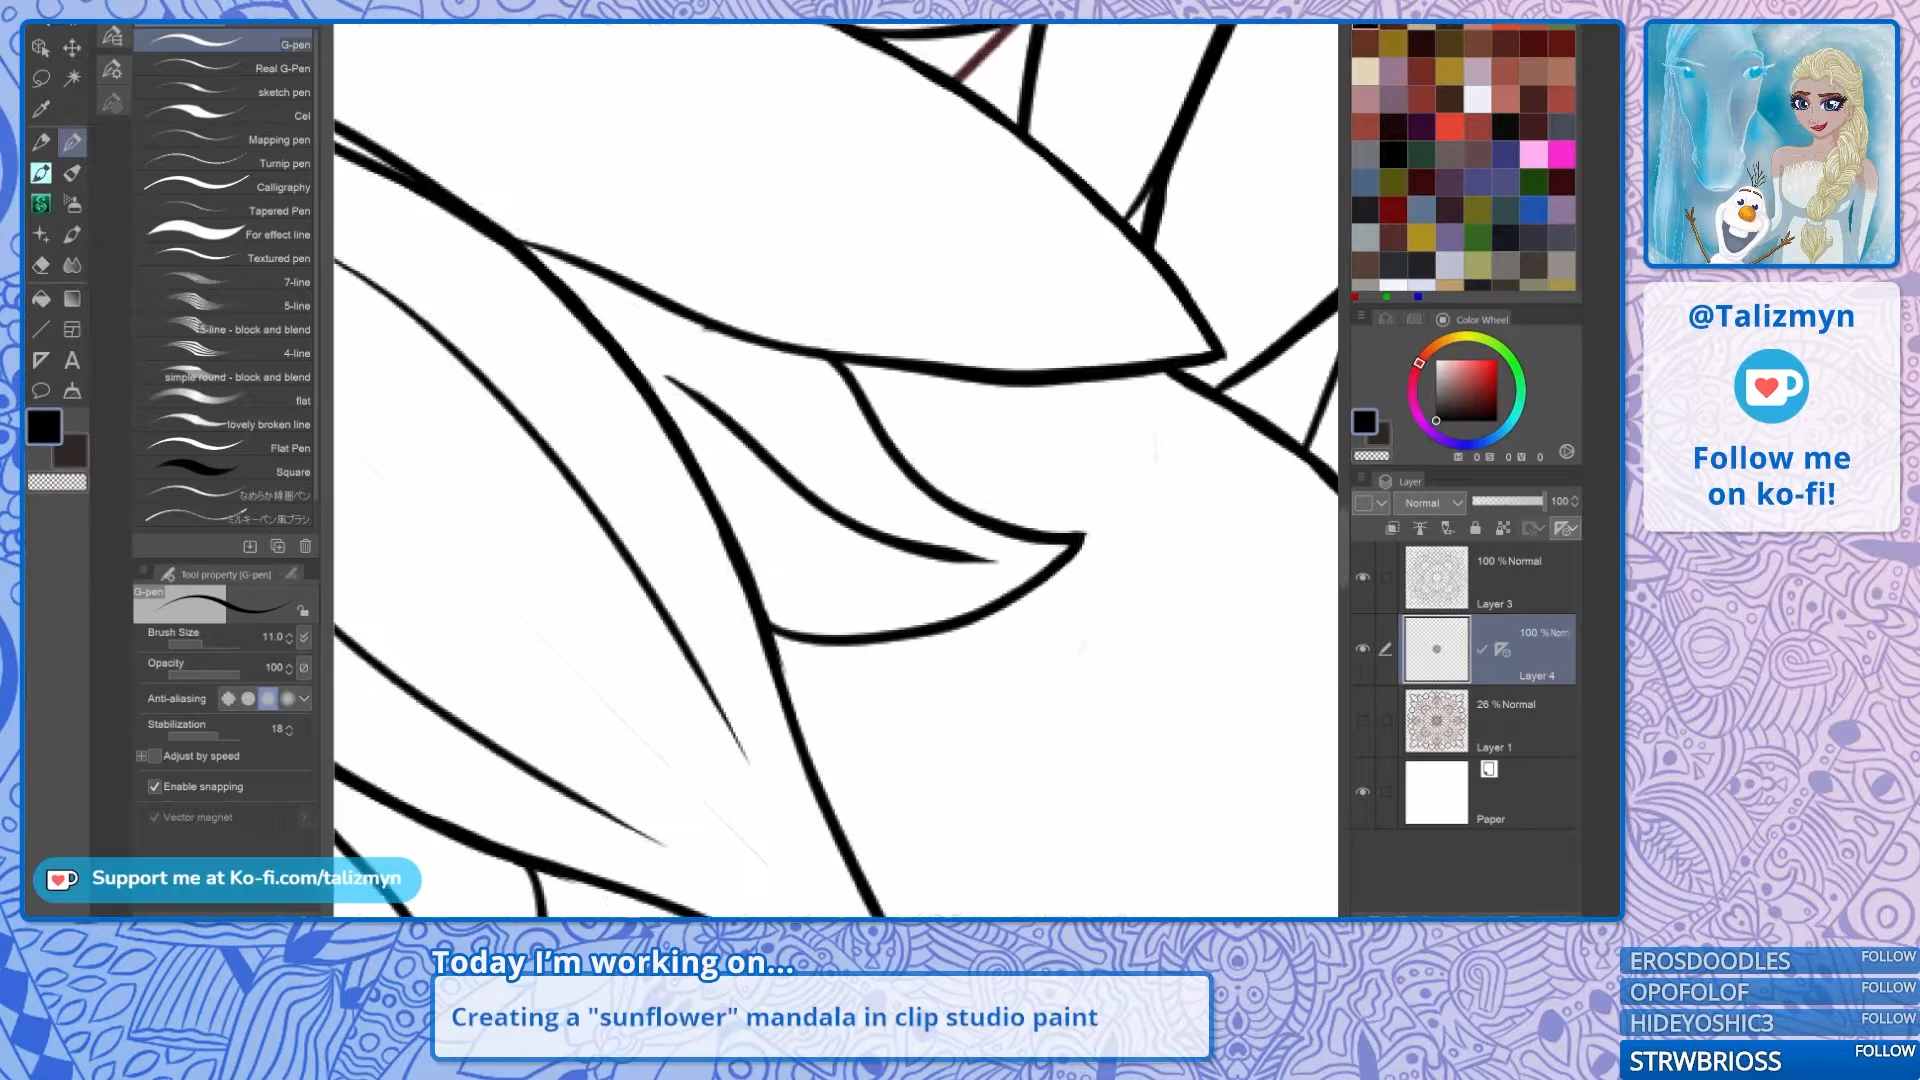 G-pen
Real G-Pen
sketch pen
Cel
Mapping pen
Turnip pen
Calligraphy
Tapered Pen
For effect line
Textured pen
7-line
5-line
5-line - block and blend
4-line
simple round - block and blend
flat
lovely broken line
Flat Pen
Square
なめらか線画ペン
ミルキーペン風ブラシ
Tool property [G-pen]
G-pen
Brush Size 11.0
Opacity 100
Anti-aliasing
Stabilization 18
Adjust by speed
Enable snapping
Vector magnet
Support me at Ko-fi.com/talizmyn
Color Wheel
H 0 S 0 V 0
Layer
Normal 100
100 % Normal
Layer 3
100 % Norm
Layer 4
26 % Normal
Layer 1
Paper
@Talizmyn
Follow me
on ko-fi!
Today I'm working on...
Creating a "sunflower" mandala in clip studio paint
EROSDOODLES FOLLOW
OPOFOLOF FOLLOW
HIDEYOSHIC3 FOLLOW
STRWBRIOSS FOLLOW